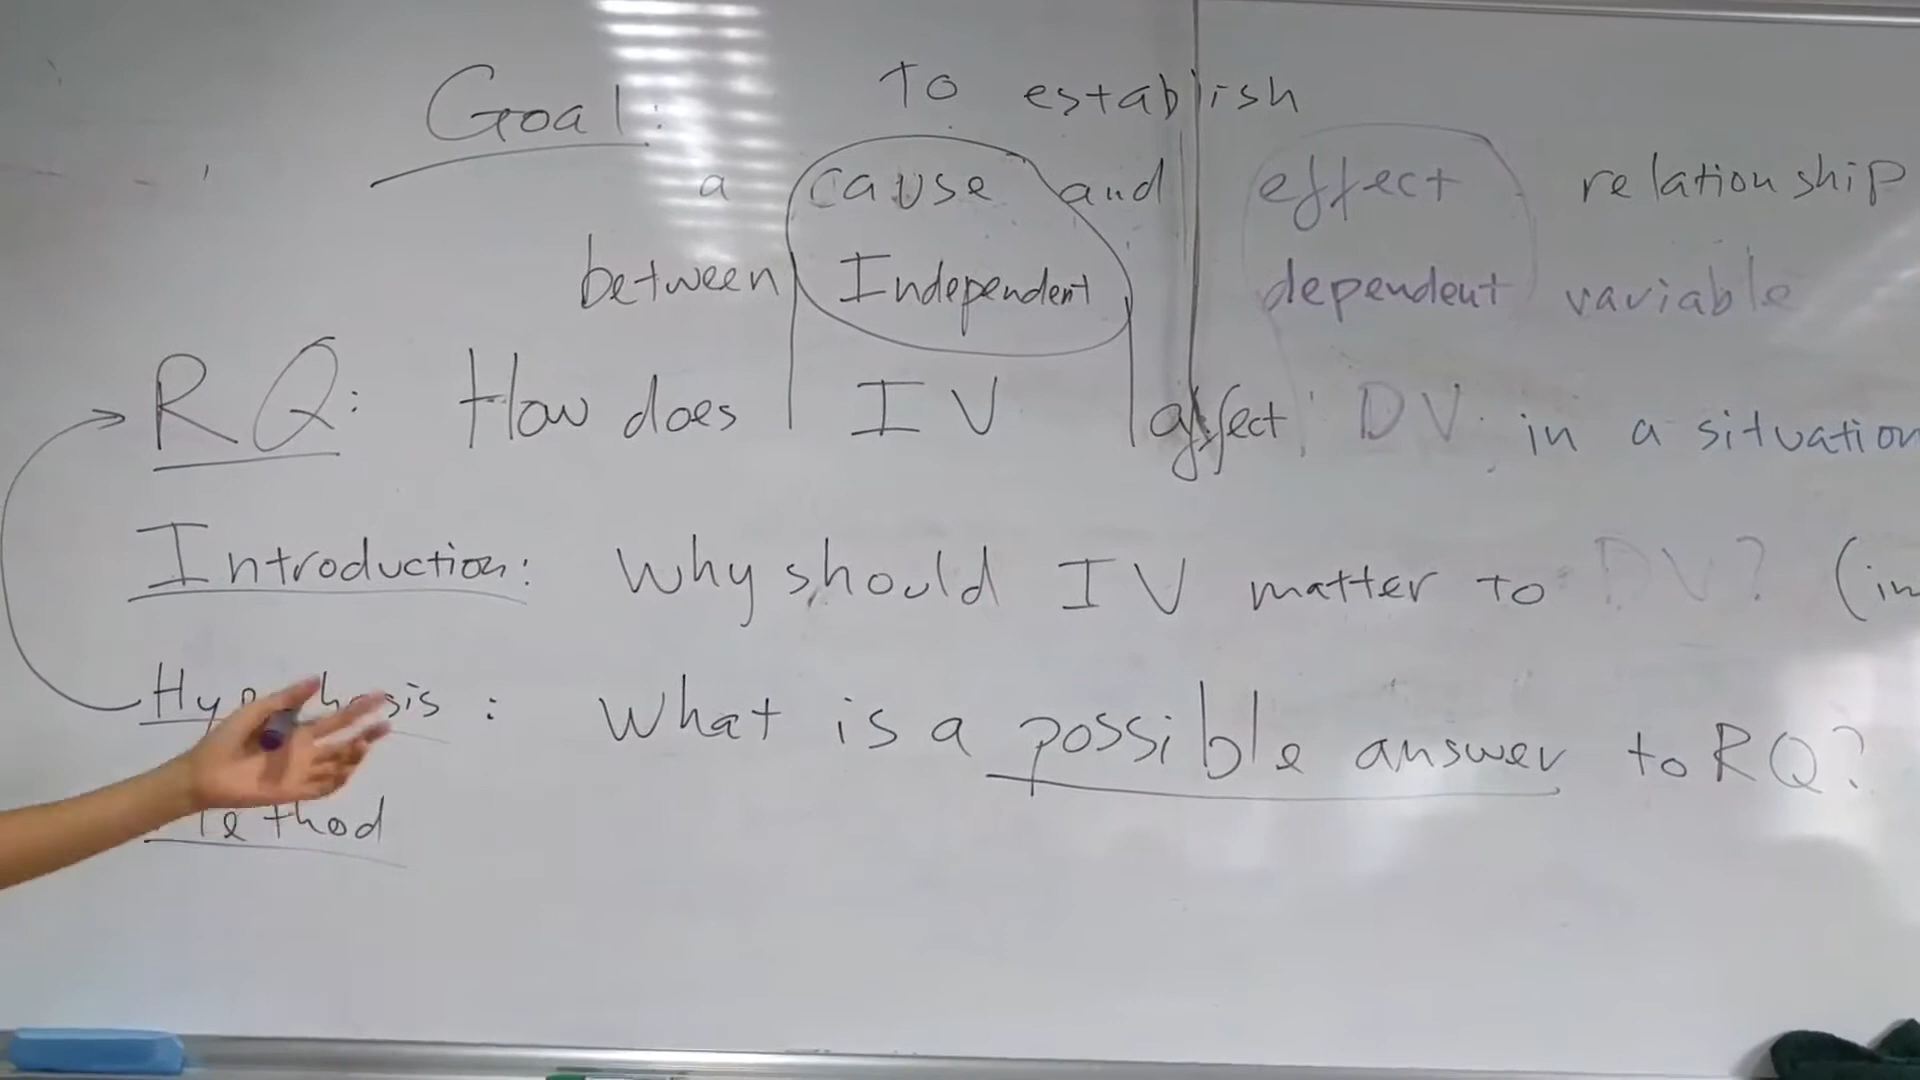 Goal: To establish
a cause and effect relationship
between Independent dependent variable
RQ: How does IV affect DV in a situation
Introduction: Why should IV matter to DV? (in
: What is a possible answer to RQ?